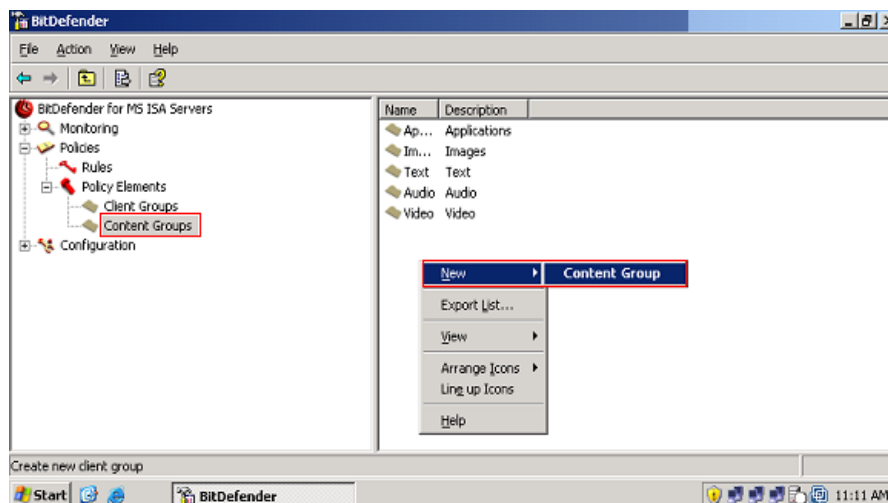 BitDefender
File Action View Help
BitDefender for MS ISA Servers
Monitoring
Policies
Rules
Policy Elements
Client Groups
Content Groups
Configuration
Name Description
Ap... Applications
Im... Images
Text Text
Audio Audio
Video Video
New Content Group
Export List...
View
Arrange Icons
Line up Icons
Help
Create new client group
Start BitDefender 11:11 AM